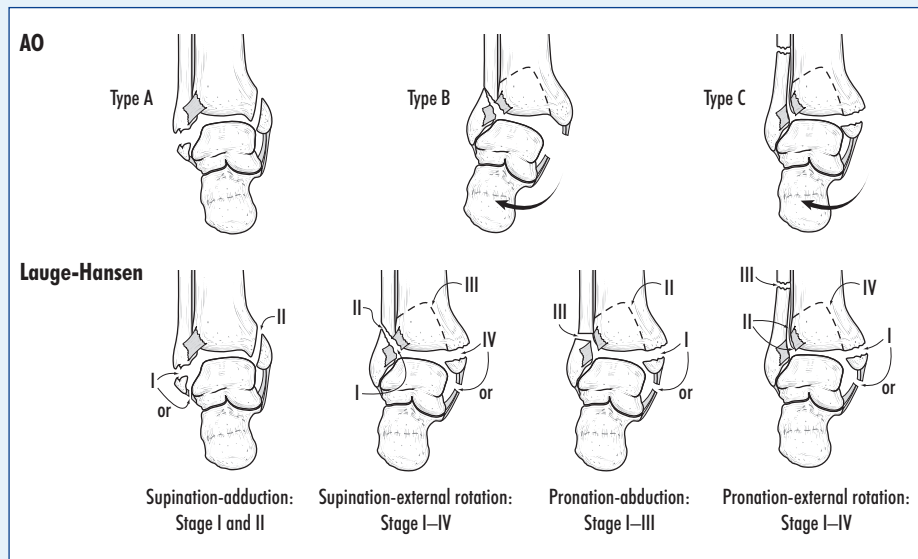 AO
Type A
Type B
Type C
Lauge-Hansen
II
I
or
III
II
IV
I
or
III
II
I
or
III
IV
II
I
or
Supination-adduction:
Stage I and II
Supination-external rotation:
Stage I–IV
Pronation-abduction:
Stage I–III
Pronation-external rotation:
Stage I–IV